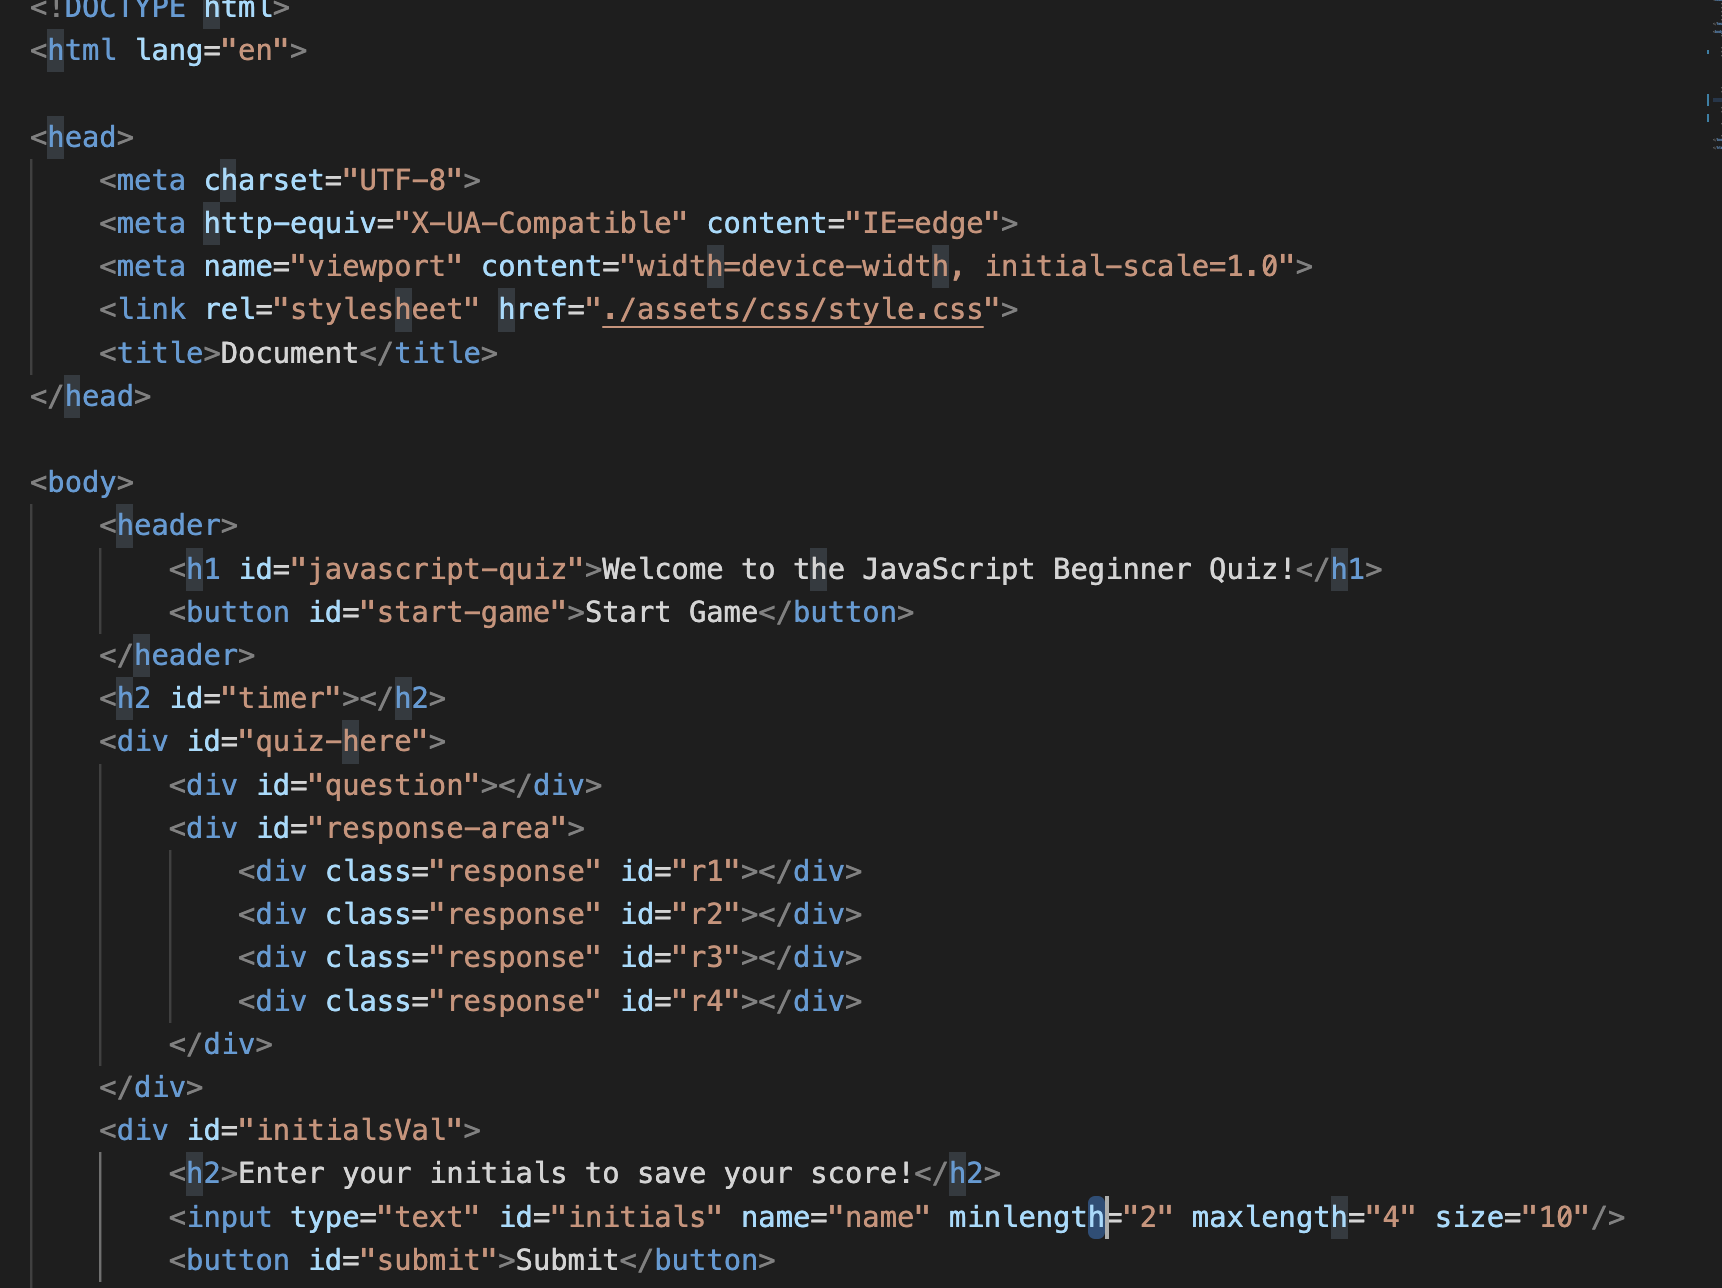 <!DOCTYPE html>
<html lang="en">
<head>
<meta charset="UTF-8">
<meta http-equiv="X-UA-Compatible" content="IE=edge">
<meta name="viewport" content="width=device-width, initial-scale=1.0">
<link rel="stylesheet" href="./assets/css/style.css">
<title>Document</title>
</head>
<body>
<header>
<h1 id="javascript-quiz">Welcome to the JavaScript Beginner Quiz!</h1>
<button id="start-game">Start Game</button>
</header>
<h2 id="timer"></h2>
<div id="quiz-here">
<div id="question"></div>
<div id="response-area">
<div class="response" id="r1"></div>
<div class="response" id="r2"></div>
<div class="response" id="r3"></div>
<div class="response" id="r4"></div>
</div>
</div>
<div id="initialsVal">
<h2>Enter your initials to save your score!</h2>
<input type="text" id="initials" name="name" minlength="2" maxlength="4" size="10"/>
<button id="submit">Submit</button>